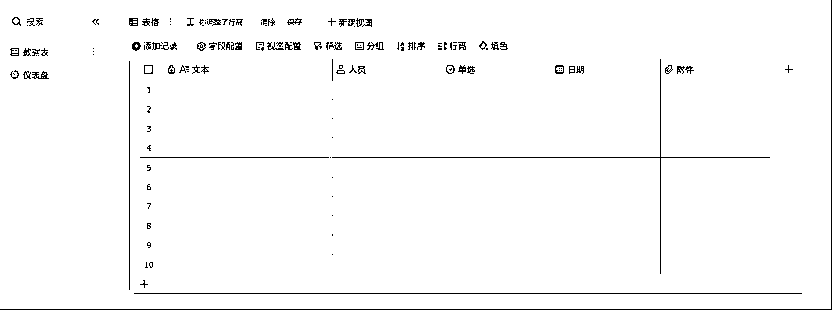 搜索
表格 你调整了行高 清除 保存 新建视图
数据表
添加记录 字段配置 视图配置 筛选 分组 排序 行高 填色
仪表盘
文本 人员 单选 日期 附件
1
2
3
4
5
6
7
8
9
10